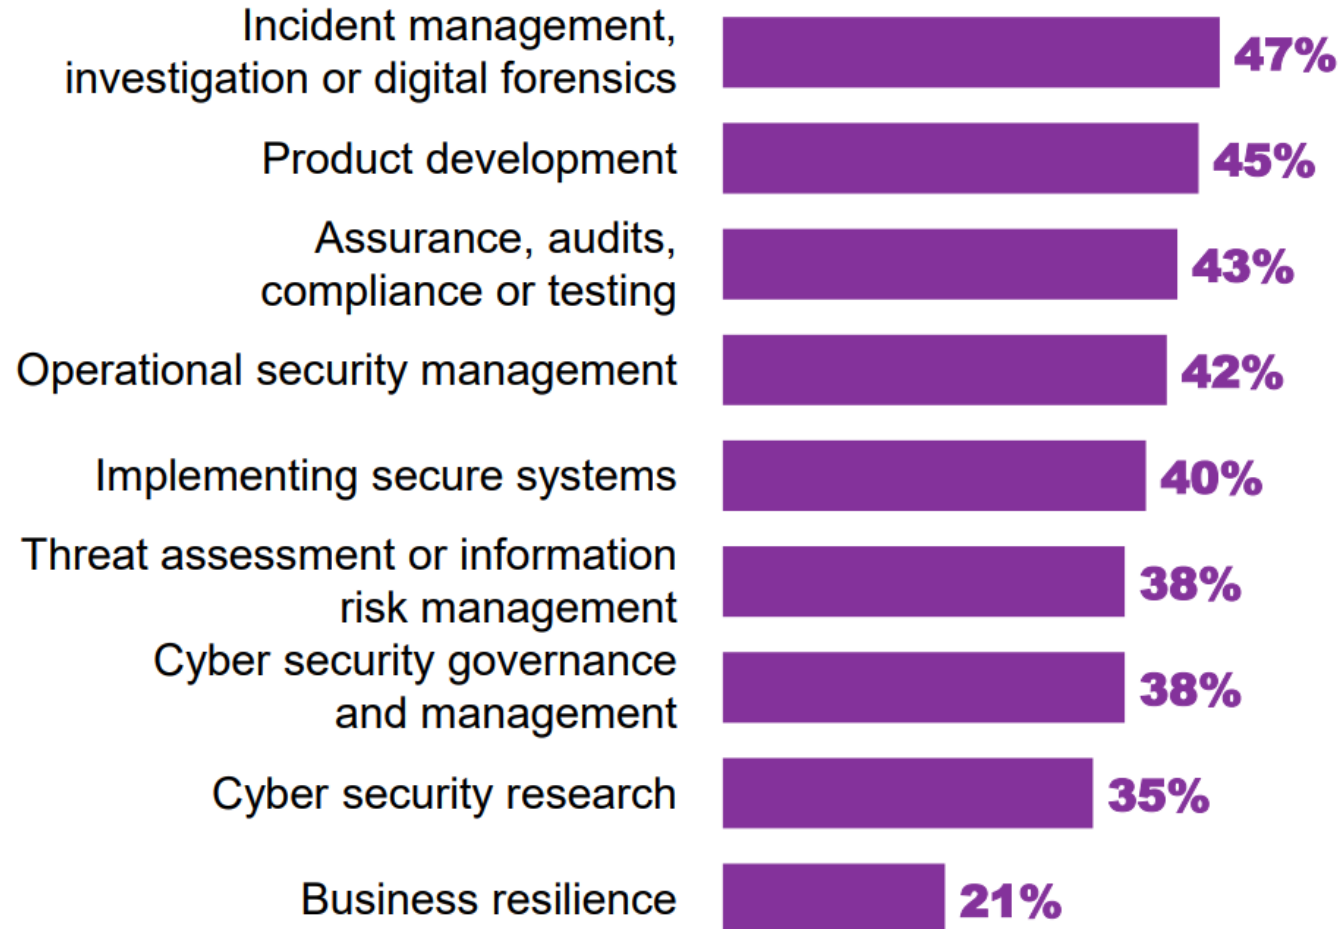 Incident management,
investigation or digital forensics
47%
Product development
45%
Assurance, audits,
compliance or testing
43%
Operational security management
42%
Implementing secure systems
40%
Threat assessment or information
risk management
38%
Cyber security governance
and management
38%
Cyber security research
35%
Business resilience
21%